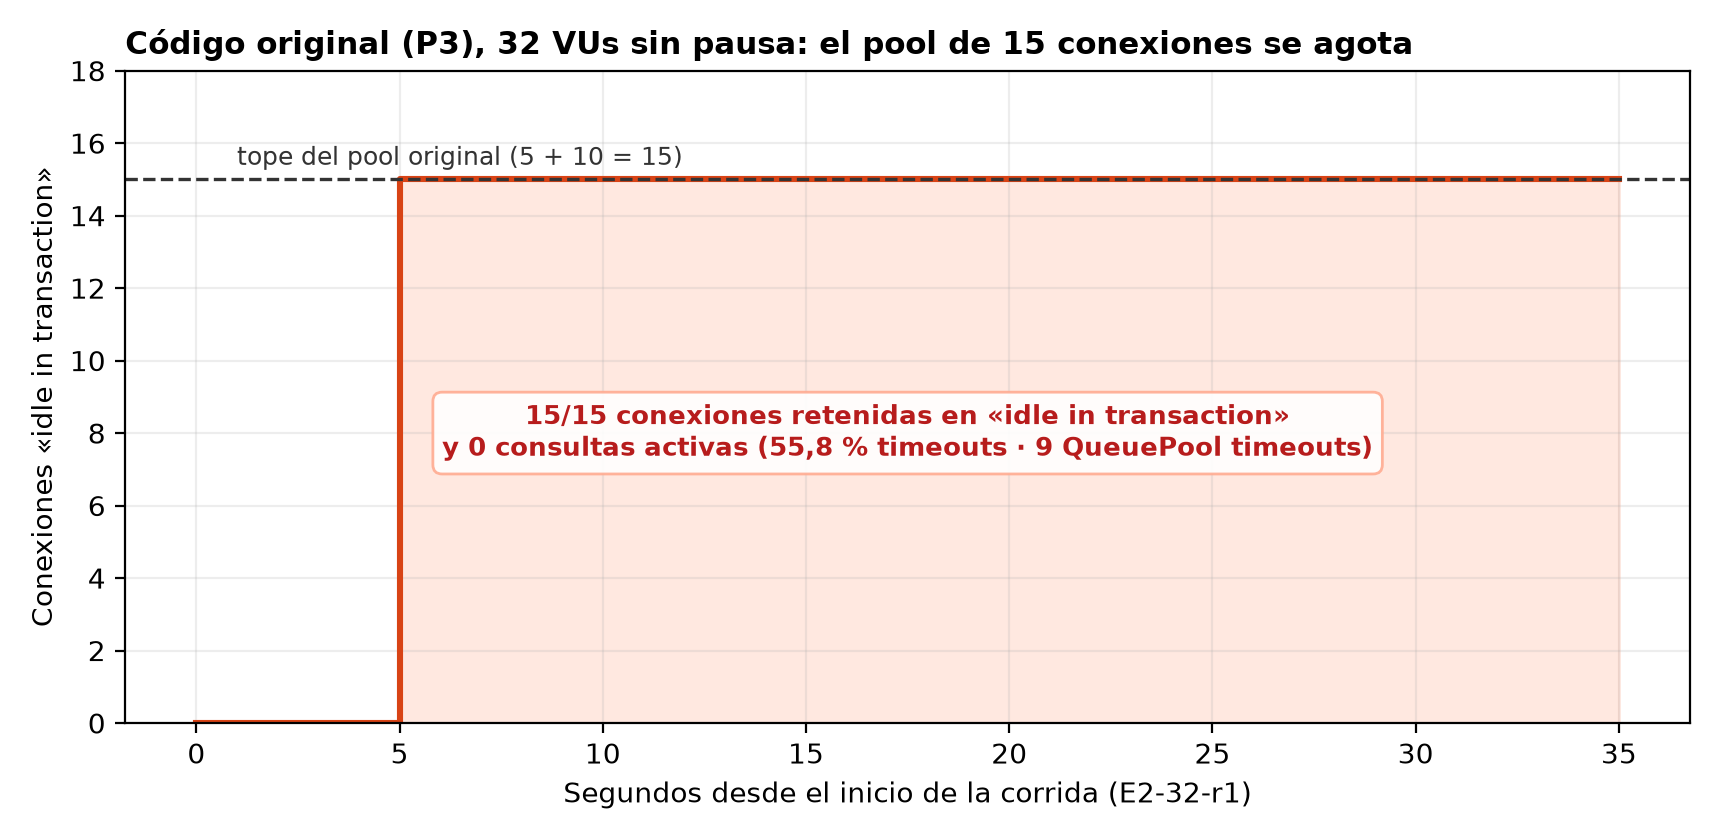 Código original (P3), 32 VUs sin pausa: el pool de 15 conexiones se agota
Conexiones «idle in transaction»
18
16
14
12
10
8
6
4
2
0
tope del pool original (5 + 10 = 15)
15/15 conexiones retenidas en «idle in transaction»
y 0 consultas activas (55,8 % timeouts · 9 QueuePool timeouts)
0 5 10 15 20 25 30 35
Segundos desde el inicio de la corrida (E2-32-r1)